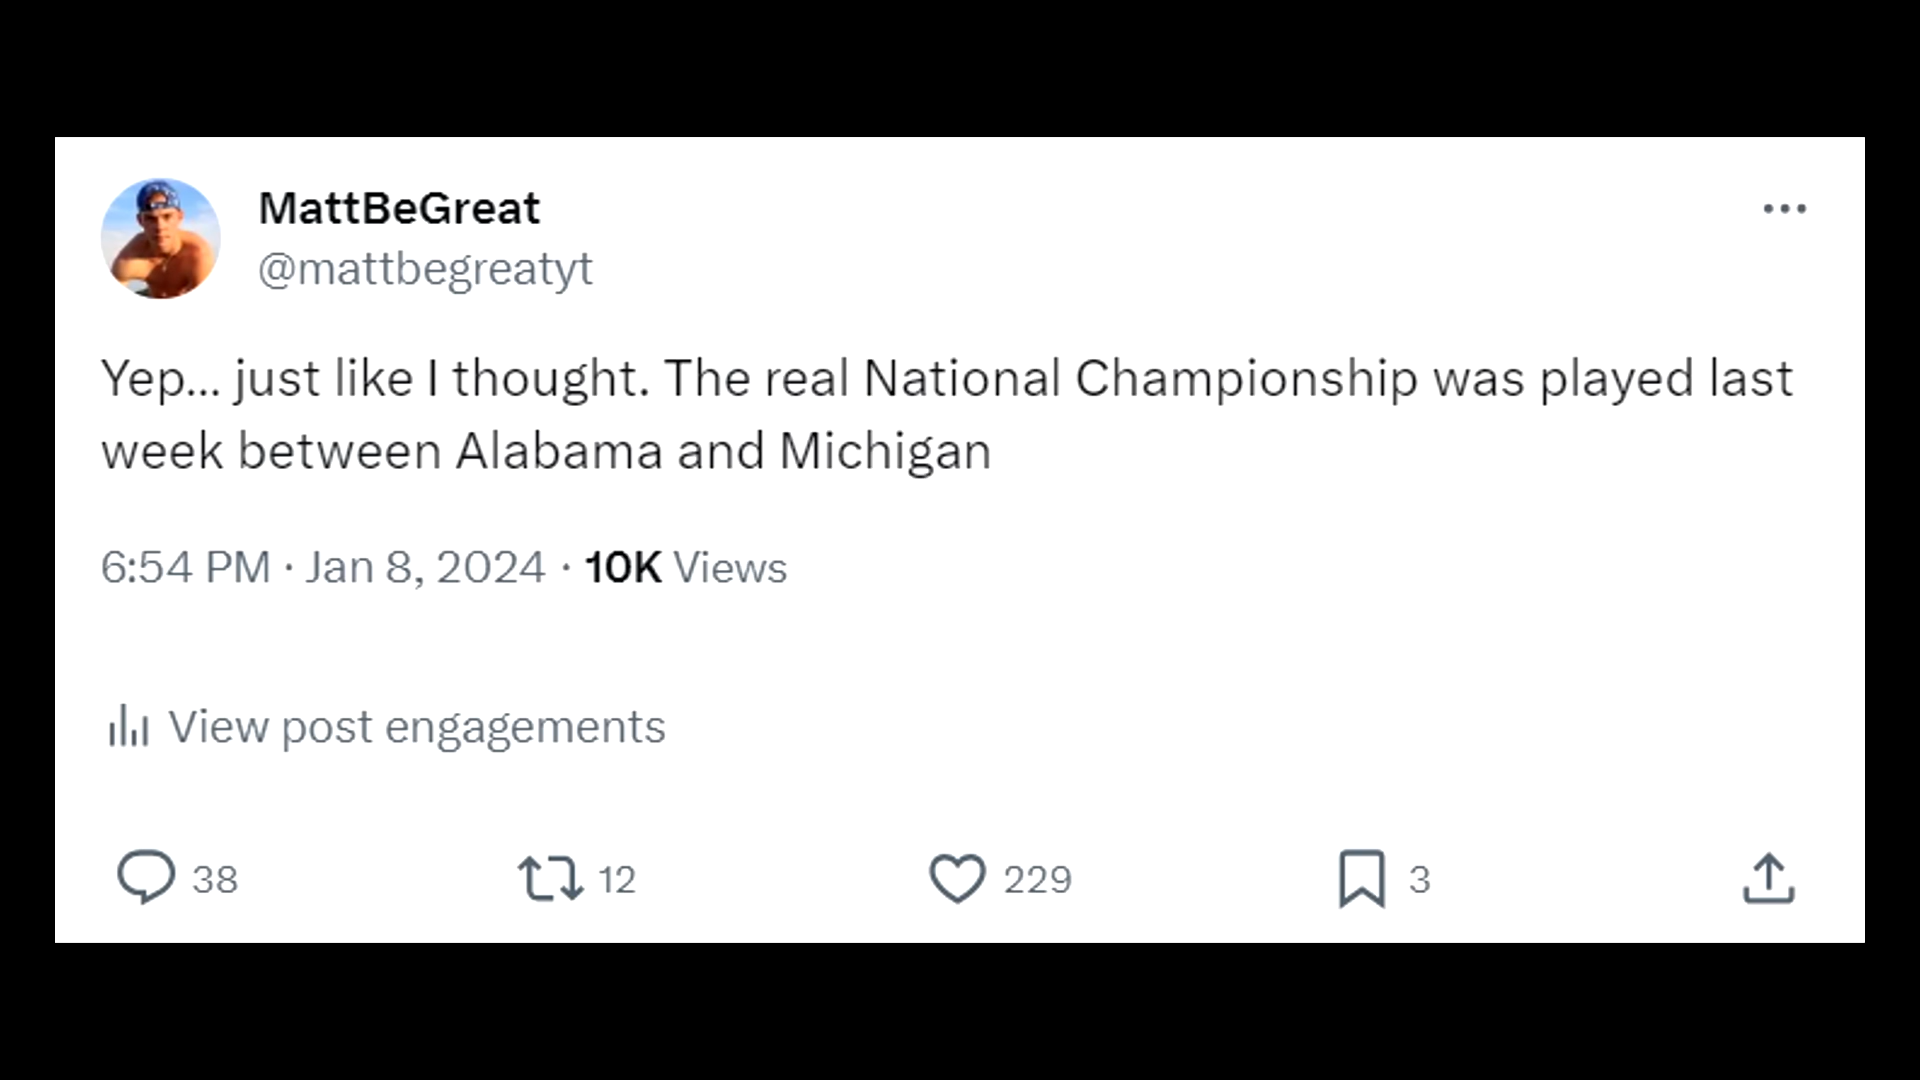 MattBeGreat
@mattbegreatyt
Yep... just like I thought. The real National Championship was played last
week between Alabama and Michigan
6:54 PM · Jan 8, 2024 · 10K Views
View post engagements
38 12 229 3